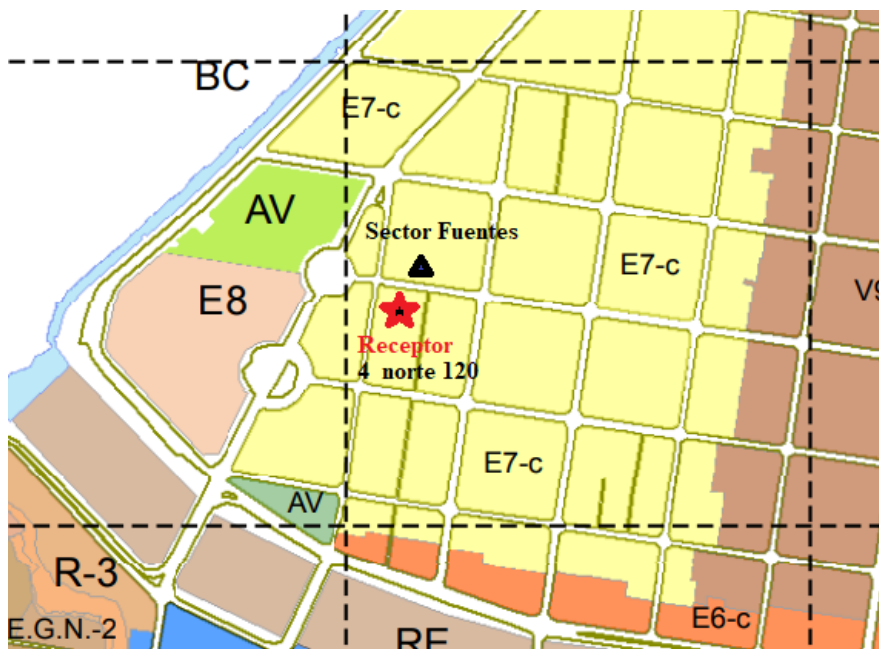 BC
E7-c
AV
Sector Fuentes
E7-c
E8
V9
Receptor
4 norte 120
E7-c
AV
R-3
E.G.N.-2
E6-c
RE